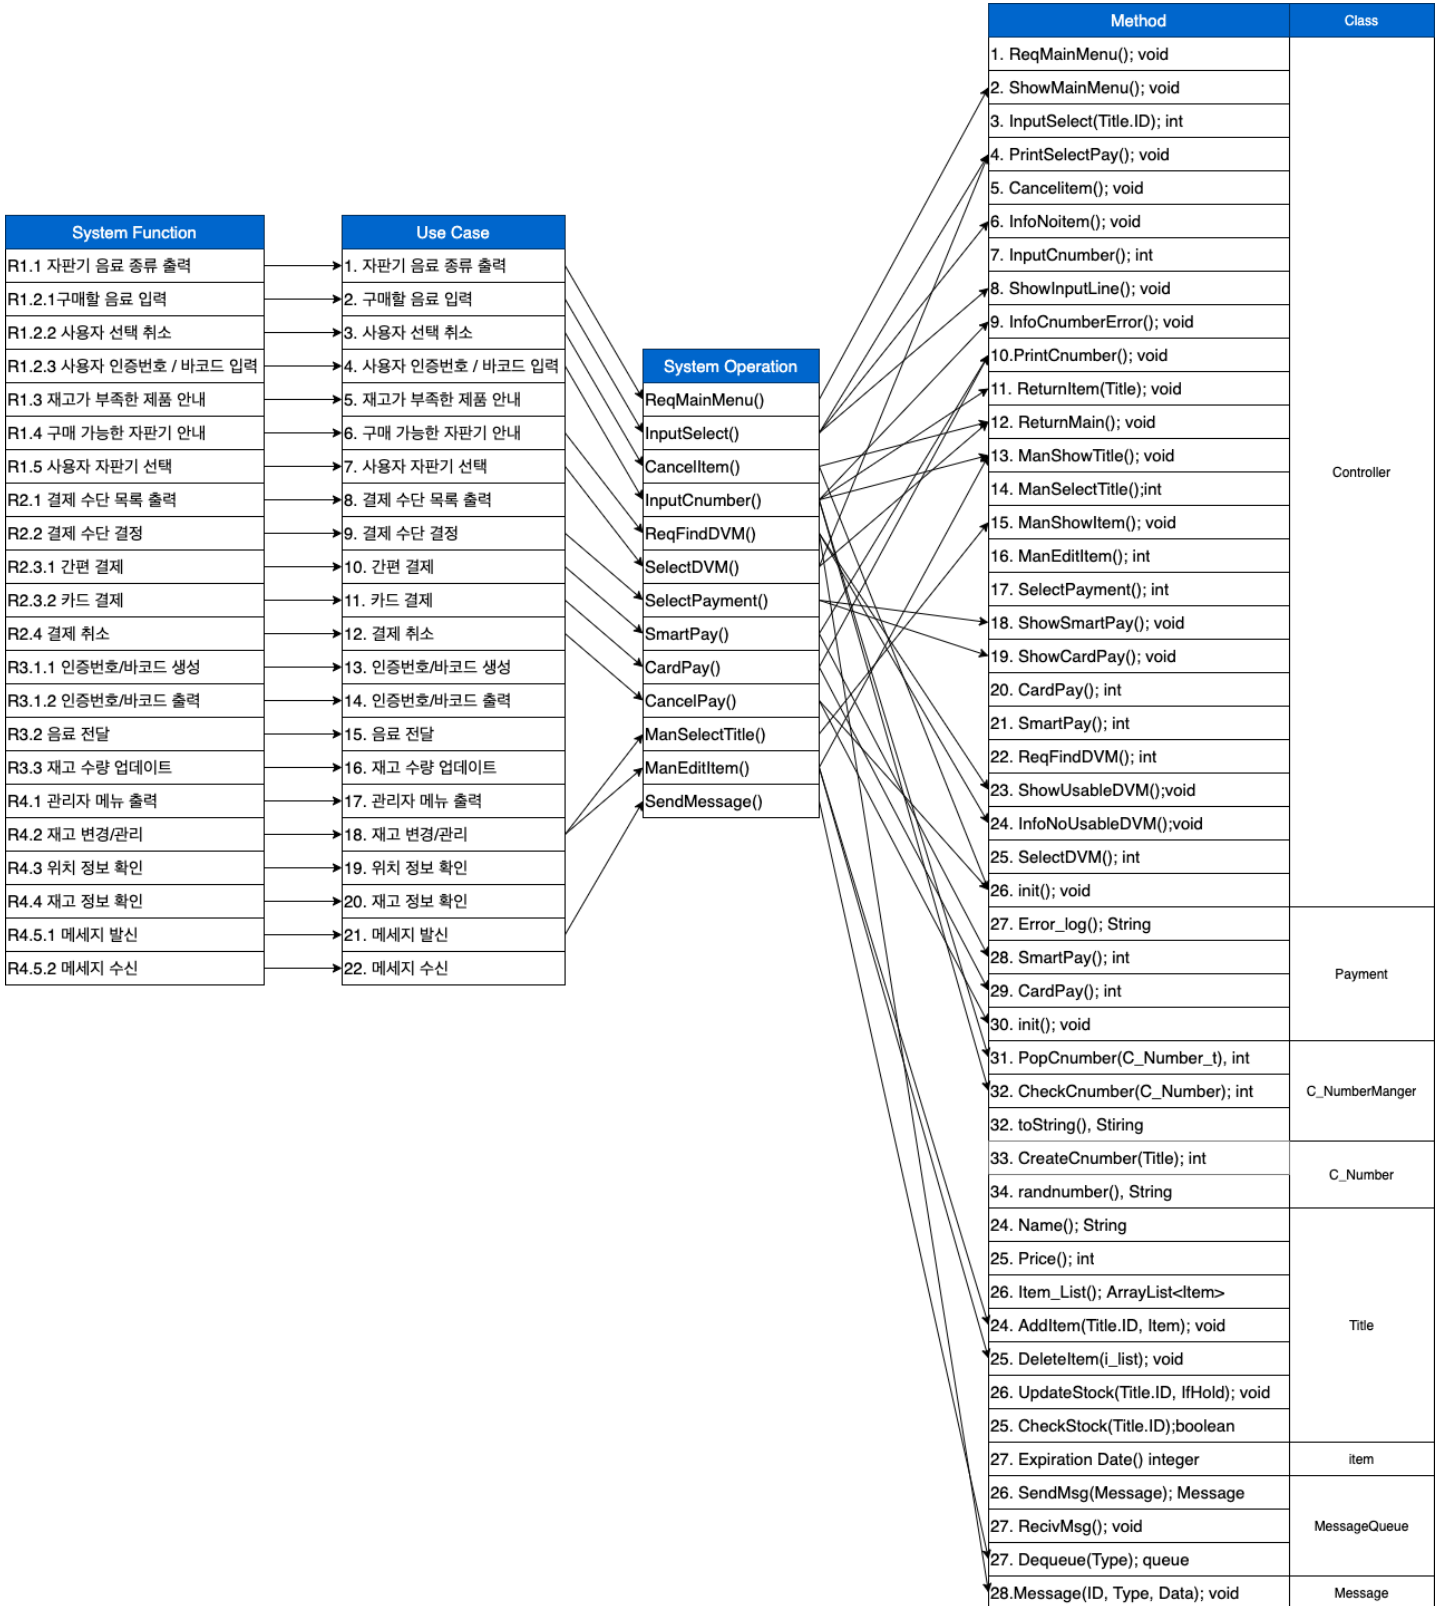 Method
Class
1. ReqMainMenu(); void
2. ShowMainMenu(); void
3. InputSelect(Title.ID); int
4. PrintSelectPay(); void
5. Cancelitem(); void
6. InfoNoitem(); void
7. InputCnumber(); int
8. ShowInputLine(); void
9. InfoCnumberError(); void
10.PrintCnumber(); void
11. ReturnItem(Title); void
12. ReturnMain(); void
13. ManShowTitle(); void
14. ManSelectTitle();int
15. ManShowItem(); void
16. ManEditItem(); int
17. SelectPayment(); int
18. ShowSmartPay(); void
19. ShowCardPay(); void
20. CardPay(); int
21. SmartPay(); int
22. ReqFindDVM(); int
23. ShowUsableDVM();void
24. InfoNoUsableDVM();void
25. SelectDVM(); int
26. init(); void
Controller
27. Error_log(); String
28. SmartPay(); int
29. CardPay(); int
30. init(); void
Payment
31. PopCnumber(C_Number_t), int
32. CheckCnumber(C_Number); int
32. toString(), Stiring
C_NumberManger
33. CreateCnumber(Title); int
34. randnumber(), String
C_Number
24. Name(); String
25. Price(); int
26. Item_List(); ArrayList<Item>
24. AddItem(Title.ID, Item); void
25. DeleteItem(i_list); void
26. UpdateStock(Title.ID, IfHold); void
25. CheckStock(Title.ID);boolean
Title
27. Expiration Date() integer
item
26. SendMsg(Message); Message
27. RecivMsg(); void
27. Dequeue(Type); queue
MessageQueue
28.Message(ID, Type, Data); void
Message
System Function
R1.1 자판기 음료 종류 출력
R1.2.1구매할 음료 입력
R1.2.2 사용자 선택 취소
R1.2.3 사용자 인증번호 / 바코드 입력
R1.3 재고가 부족한 제품 안내
R1.4 구매 가능한 자판기 안내
R1.5 사용자 자판기 선택
R2.1 결제 수단 목록 출력
R2.2 결제 수단 결정
R2.3.1 간편 결제
R2.3.2 카드 결제
R2.4 결제 취소
R3.1.1 인증번호/바코드 생성
R3.1.2 인증번호/바코드 출력
R3.2 음료 전달
R3.3 재고 수량 업데이트
R4.1 관리자 메뉴 출력
R4.2 재고 변경/관리
R4.3 위치 정보 확인
R4.4 재고 정보 확인
R4.5.1 메세지 발신
R4.5.2 메세지 수신
Use Case
1. 자판기 음료 종류 출력
2. 구매할 음료 입력
3. 사용자 선택 취소
4. 사용자 인증번호 / 바코드 입력
5. 재고가 부족한 제품 안내
6. 구매 가능한 자판기 안내
7. 사용자 자판기 선택
8. 결제 수단 목록 출력
9. 결제 수단 결정
10. 간편 결제
11. 카드 결제
12. 결제 취소
13. 인증번호/바코드 생성
14. 인증번호/바코드 출력
15. 음료 전달
16. 재고 수량 업데이트
17. 관리자 메뉴 출력
18. 재고 변경/관리
19. 위치 정보 확인
20. 재고 정보 확인
21. 메세지 발신
22. 메세지 수신
System Operation
ReqMainMenu()
InputSelect()
CancelItem()
InputCnumber()
ReqFindDVM()
SelectDVM()
SelectPayment()
SmartPay()
CardPay()
CancelPay()
ManSelectTitle()
ManEditItem()
SendMessage()